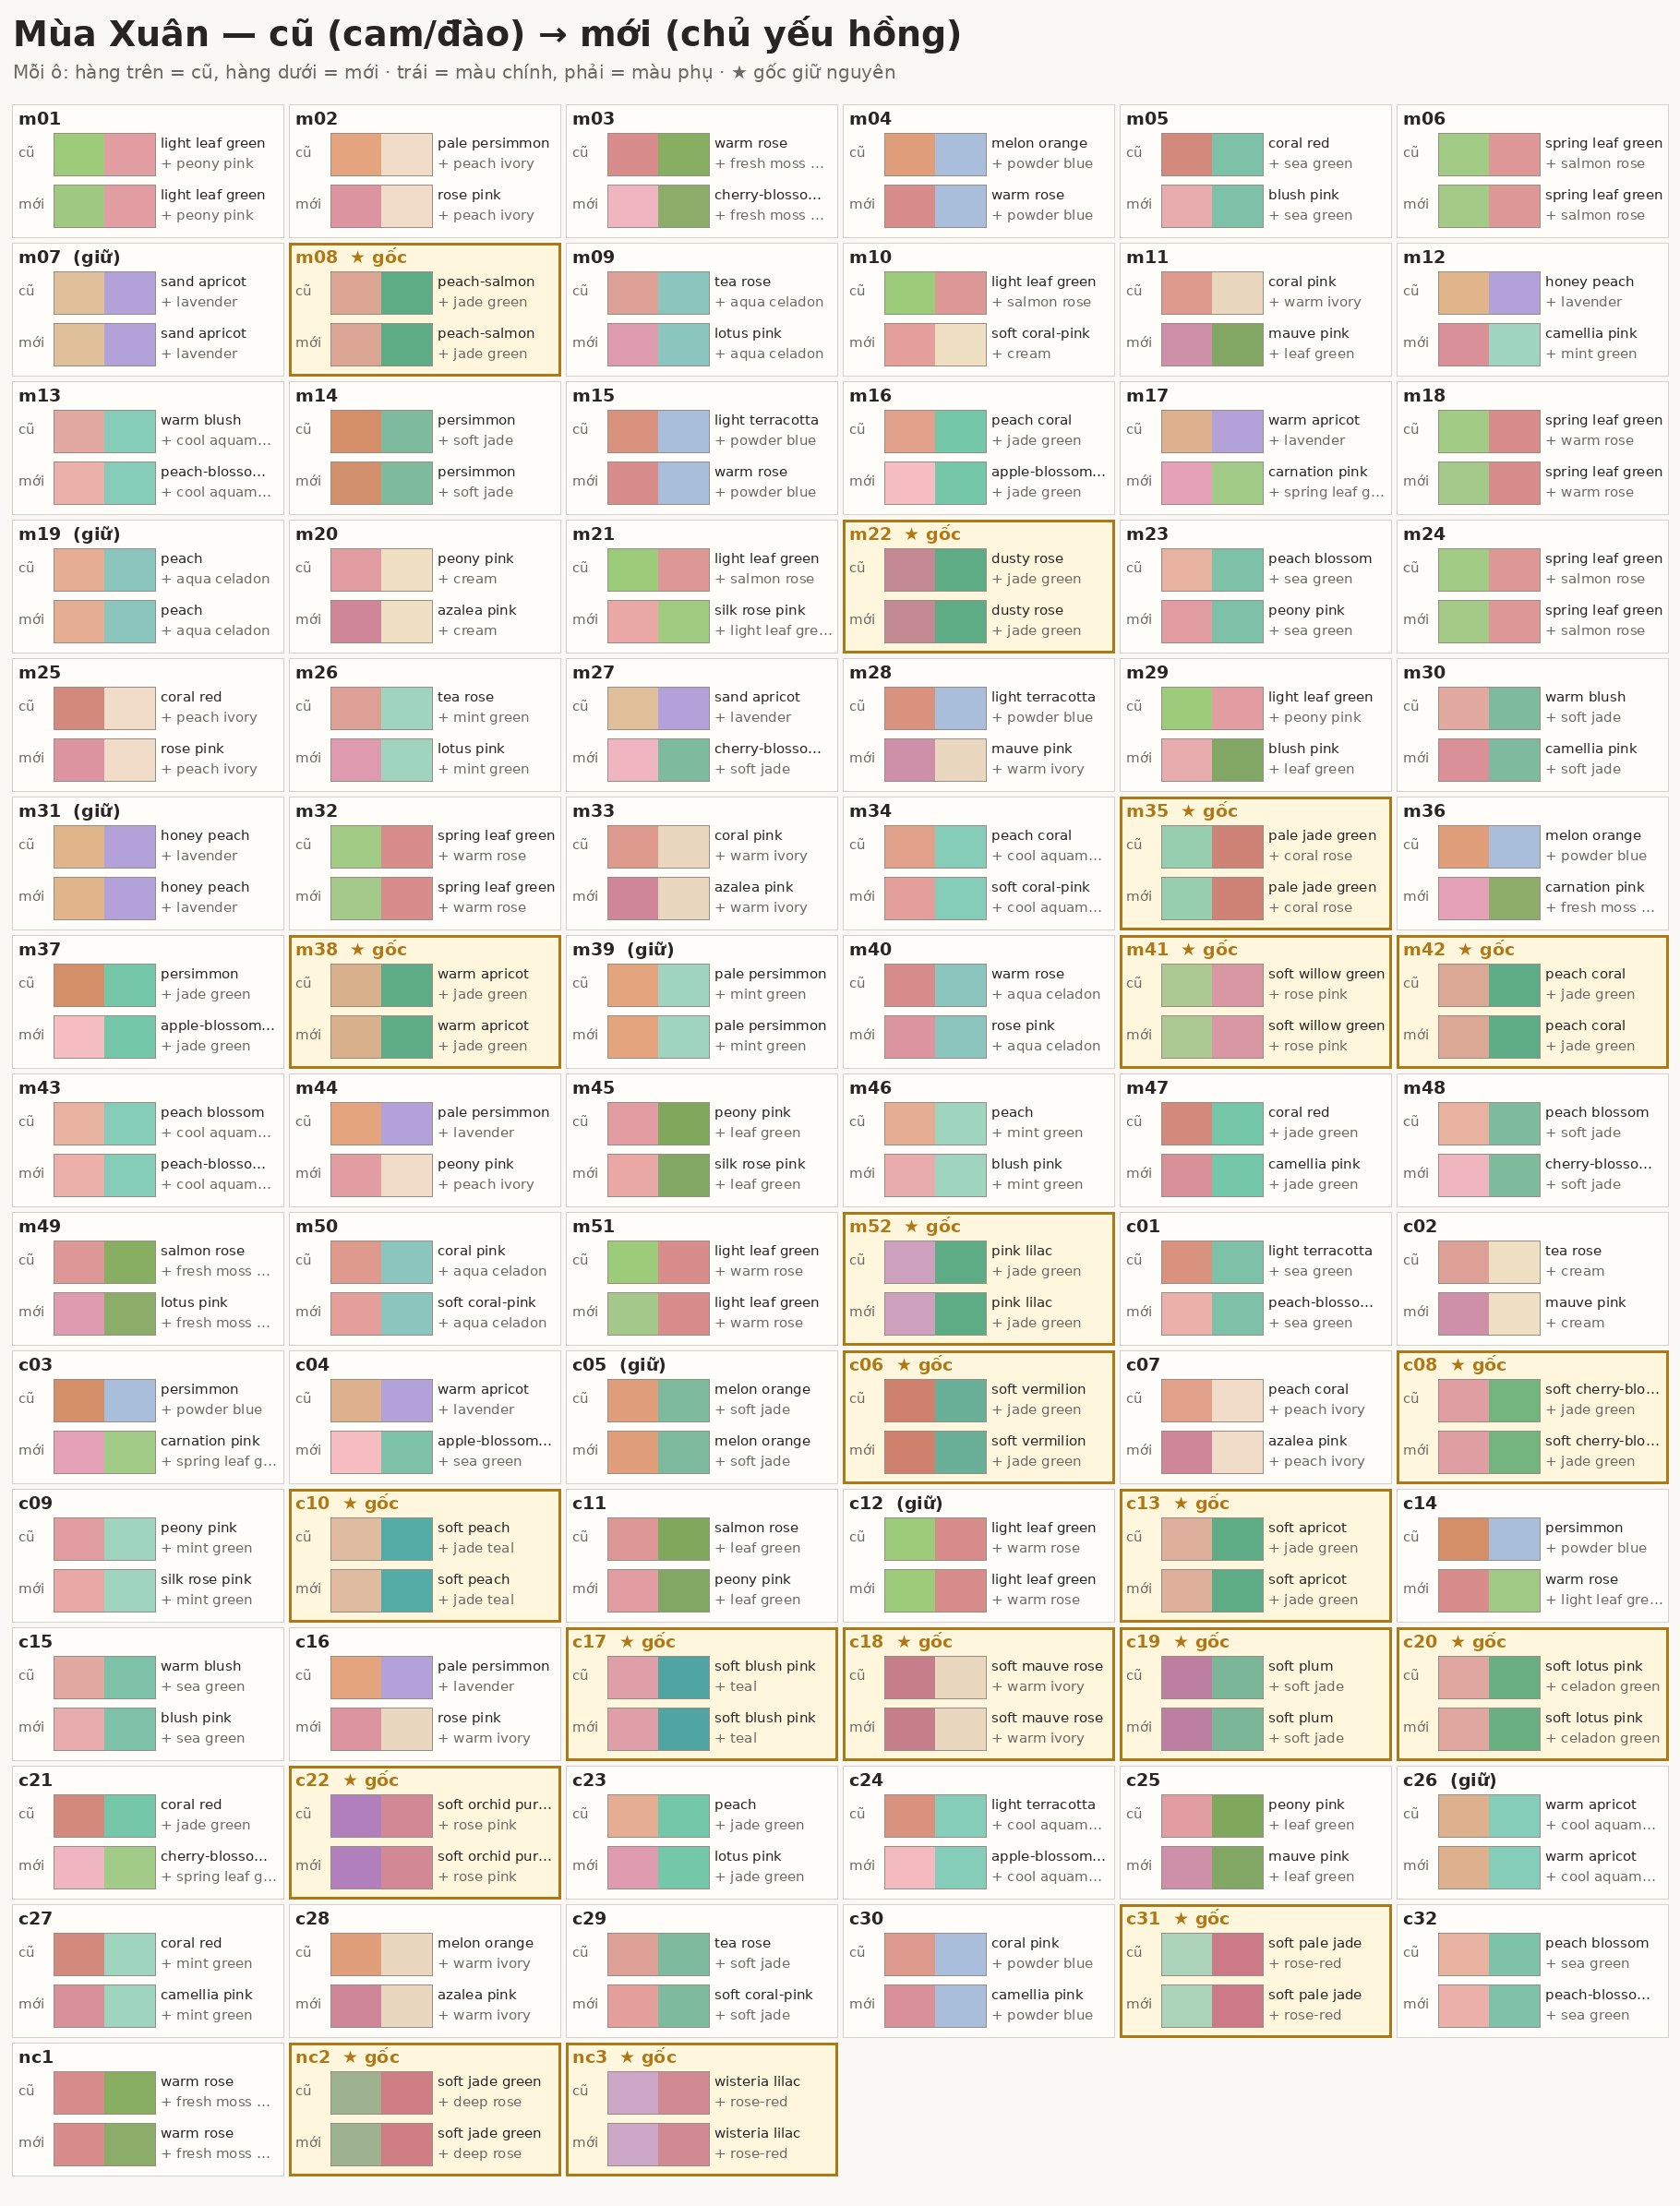 Mùa Xuân — cũ (cam/đào) → mới (chủ yếu hồng)
Mỗi ô: hàng trên = cũ, hàng dưới = mới · trái = màu chính, phải = màu phụ · ★ gốc giữ nguyên
m01
cũ light leaf green
+ peony pink
mới light leaf green
+ peony pink
m02
cũ pale persimmon
+ peach ivory
mới rose pink
+ peach ivory
m03
cũ warm rose
+ fresh moss …
mới cherry-blosso…
+ fresh moss …
m04
cũ melon orange
+ powder blue
mới warm rose
+ powder blue
m05
cũ coral red
+ sea green
mới blush pink
+ sea green
m06
cũ spring leaf green
+ salmon rose
mới spring leaf green
+ salmon rose
m07 (giữ)
cũ sand apricot
+ lavender
mới sand apricot
+ lavender
m08 ★ gốc
cũ peach-salmon
+ jade green
mới peach-salmon
+ jade green
m09
cũ tea rose
+ aqua celadon
mới lotus pink
+ aqua celadon
m10
cũ light leaf green
+ salmon rose
mới soft coral-pink
+ cream
m11
cũ coral pink
+ warm ivory
mới mauve pink
+ leaf green
m12
cũ honey peach
+ lavender
mới camellia pink
+ mint green
m13
cũ warm blush
+ cool aquam…
mới peach-blosso…
+ cool aquam…
m14
cũ persimmon
+ soft jade
mới persimmon
+ soft jade
m15
cũ light terracotta
+ powder blue
mới warm rose
+ powder blue
m16
cũ peach coral
+ jade green
mới apple-blossom…
+ jade green
m17
cũ warm apricot
+ lavender
mới carnation pink
+ spring leaf g…
m18
cũ spring leaf green
+ warm rose
mới spring leaf green
+ warm rose
m19 (giữ)
cũ peach
+ aqua celadon
mới peach
+ aqua celadon
m20
cũ peony pink
+ cream
mới azalea pink
+ cream
m21
cũ light leaf green
+ salmon rose
mới silk rose pink
+ light leaf gre…
m22 ★ gốc
cũ dusty rose
+ jade green
mới dusty rose
+ jade green
m23
cũ peach blossom
+ sea green
mới peony pink
+ sea green
m24
cũ spring leaf green
+ salmon rose
mới spring leaf green
+ salmon rose
m25
cũ coral red
+ peach ivory
mới rose pink
+ peach ivory
m26
cũ tea rose
+ mint green
mới lotus pink
+ mint green
m27
cũ sand apricot
+ lavender
mới cherry-blosso…
+ soft jade
m28
cũ light terracotta
+ powder blue
mới mauve pink
+ warm ivory
m29
cũ light leaf green
+ peony pink
mới blush pink
+ leaf green
m30
cũ warm blush
+ soft jade
mới camellia pink
+ soft jade
m31 (giữ)
cũ honey peach
+ lavender
mới honey peach
+ lavender
m32
cũ spring leaf green
+ warm rose
mới spring leaf green
+ warm rose
m33
cũ coral pink
+ warm ivory
mới azalea pink
+ warm ivory
m34
cũ peach coral
+ cool aquam…
mới soft coral-pink
+ cool aquam…
m35 ★ gốc
cũ pale jade green
+ coral rose
mới pale jade green
+ coral rose
m36
cũ melon orange
+ powder blue
mới carnation pink
+ fresh moss …
m37
cũ persimmon
+ jade green
mới apple-blossom…
+ jade green
m38 ★ gốc
cũ warm apricot
+ jade green
mới warm apricot
+ jade green
m39 (giữ)
cũ pale persimmon
+ mint green
mới pale persimmon
+ mint green
m40
cũ warm rose
+ aqua celadon
mới rose pink
+ aqua celadon
m41 ★ gốc
cũ soft willow green
+ rose pink
mới soft willow green
+ rose pink
m42 ★ gốc
cũ peach coral
+ jade green
mới peach coral
+ jade green
m43
cũ peach blossom
+ cool aquam…
mới peach-blosso…
+ cool aquam…
m44
cũ pale persimmon
+ lavender
mới peony pink
+ peach ivory
m45
cũ peony pink
+ leaf green
mới silk rose pink
+ leaf green
m46
cũ peach
+ mint green
mới blush pink
+ mint green
m47
cũ coral red
+ jade green
mới camellia pink
+ jade green
m48
cũ peach blossom
+ soft jade
mới cherry-blosso…
+ soft jade
m49
cũ salmon rose
+ fresh moss …
mới lotus pink
+ fresh moss …
m50
cũ coral pink
+ aqua celadon
mới soft coral-pink
+ aqua celadon
m51
cũ light leaf green
+ warm rose
mới light leaf green
+ warm rose
m52 ★ gốc
cũ pink lilac
+ jade green
mới pink lilac
+ jade green
c01
cũ light terracotta
+ sea green
mới peach-blosso…
+ sea green
c02
cũ tea rose
+ cream
mới mauve pink
+ cream
c03
cũ persimmon
+ powder blue
mới carnation pink
+ spring leaf g…
c04
cũ warm apricot
+ lavender
mới apple-blossom…
+ sea green
c05 (giữ)
cũ melon orange
+ soft jade
mới melon orange
+ soft jade
c06 ★ gốc
cũ soft vermilion
+ jade green
mới soft vermilion
+ jade green
c07
cũ peach coral
+ peach ivory
mới azalea pink
+ peach ivory
c08 ★ gốc
cũ soft cherry-blo…
+ jade green
mới soft cherry-blo…
+ jade green
c09
cũ peony pink
+ mint green
mới silk rose pink
+ mint green
c10 ★ gốc
cũ soft peach
+ jade teal
mới soft peach
+ jade teal
c11
cũ salmon rose
+ leaf green
mới peony pink
+ leaf green
c12 (giữ)
cũ light leaf green
+ warm rose
mới light leaf green
+ warm rose
c13 ★ gốc
cũ soft apricot
+ jade green
mới soft apricot
+ jade green
c14
cũ persimmon
+ powder blue
mới warm rose
+ light leaf gre…
c15
cũ warm blush
+ sea green
mới blush pink
+ sea green
c16
cũ pale persimmon
+ lavender
mới rose pink
+ warm ivory
c17 ★ gốc
cũ soft blush pink
+ teal
mới soft blush pink
+ teal
c18 ★ gốc
cũ soft mauve rose
+ warm ivory
mới soft mauve rose
+ warm ivory
c19 ★ gốc
cũ soft plum
+ soft jade
mới soft plum
+ soft jade
c20 ★ gốc
cũ soft lotus pink
+ celadon green
mới soft lotus pink
+ celadon green
c21
cũ coral red
+ jade green
mới cherry-blosso…
+ spring leaf g…
c22 ★ gốc
cũ soft orchid pur…
+ rose pink
mới soft orchid pur…
+ rose pink
c23
cũ peach
+ jade green
mới lotus pink
+ jade green
c24
cũ light terracotta
+ cool aquam…
mới apple-blossom…
+ cool aquam…
c25
cũ peony pink
+ leaf green
mới mauve pink
+ leaf green
c26 (giữ)
cũ warm apricot
+ cool aquam…
mới warm apricot
+ cool aquam…
c27
cũ coral red
+ mint green
mới camellia pink
+ mint green
c28
cũ melon orange
+ warm ivory
mới azalea pink
+ warm ivory
c29
cũ tea rose
+ soft jade
mới soft coral-pink
+ soft jade
c30
cũ coral pink
+ powder blue
mới camellia pink
+ powder blue
c31 ★ gốc
cũ soft pale jade
+ rose-red
mới soft pale jade
+ rose-red
c32
cũ peach blossom
+ sea green
mới peach-blosso…
+ sea green
nc1
cũ warm rose
+ fresh moss …
mới warm rose
+ fresh moss …
nc2 ★ gốc
cũ soft jade green
+ deep rose
mới soft jade green
+ deep rose
nc3 ★ gốc
cũ wisteria lilac
+ rose-red
mới wisteria lilac
+ rose-red